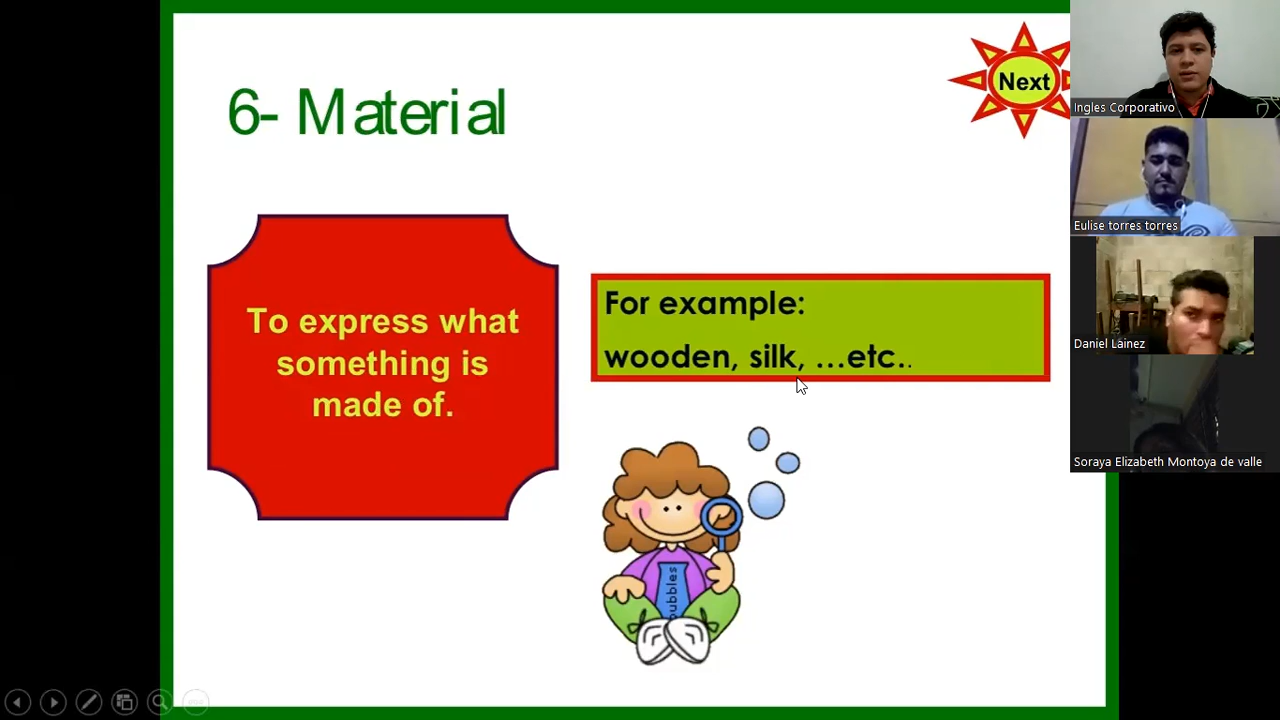 6- Material
Next
To express what
something is
made of.
For example:
wooden, silk, ...etc..
bubbles
Ingles Corporativo
Eulise torres torres
Daniel Láinez
Soraya Elizabeth Montoya de valle